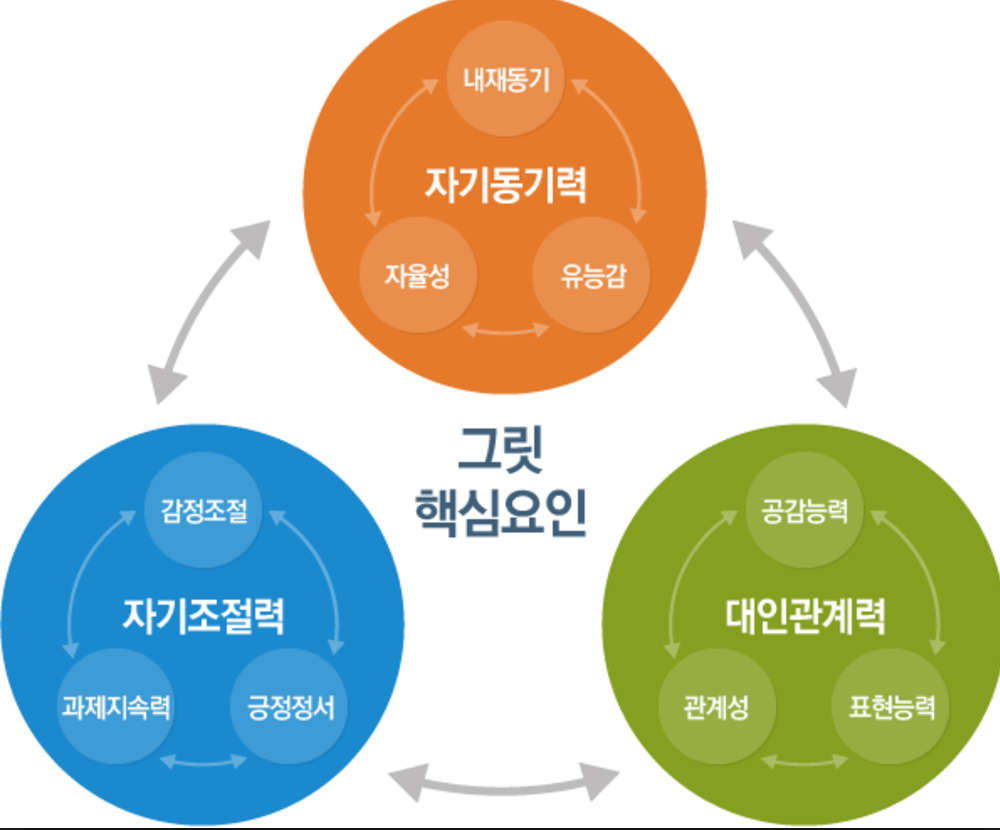 내재동기
자기동기력
자율성
유능감
그릿
핵심요인
감정조절
자기조절력
과제지속력
긍정정서
공감능력
대인관계력
관계성
표현능력